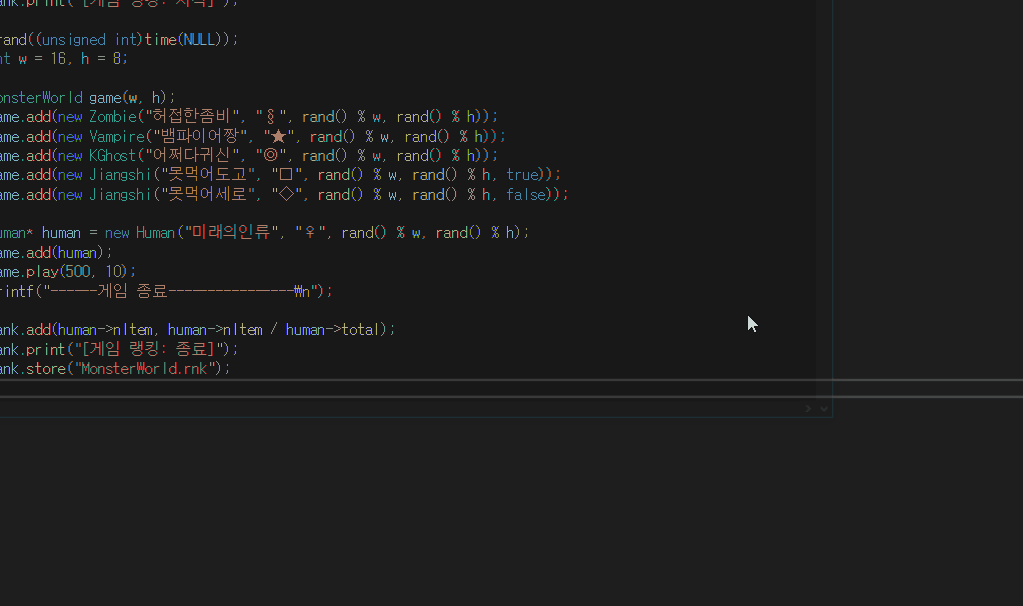 ank.print("[게임 랭킹: 시작]");
rand((unsigned int)time(NULL));
nt w = 16, h = 8;
onsterWorld game(w, h);
ame.add(new Zombie("허접한좀비", "§", rand() % w, rand() % h));
ame.add(new Vampire("뱀파이어짱", "★", rand() % w, rand() % h));
ame.add(new KGhost("어쩌다귀신", "◎", rand() % w, rand() % h));
ame.add(new Jiangshi("못먹어도고", "□", rand() % w, rand() % h, true));
ame.add(new Jiangshi("못먹어세로", "◇", rand() % w, rand() % h, false));
uman* human = new Human("미래의인류", "♀", rand() % w, rand() % h);
ame.add(human);
ame.play(500, 10);
rintf("------게임 종료----------------₩n");
ank.add(human->nItem, human->nItem / human->total);
ank.print("[게임 랭킹: 종료]");
ank.store("MonsterWorld.rnk");